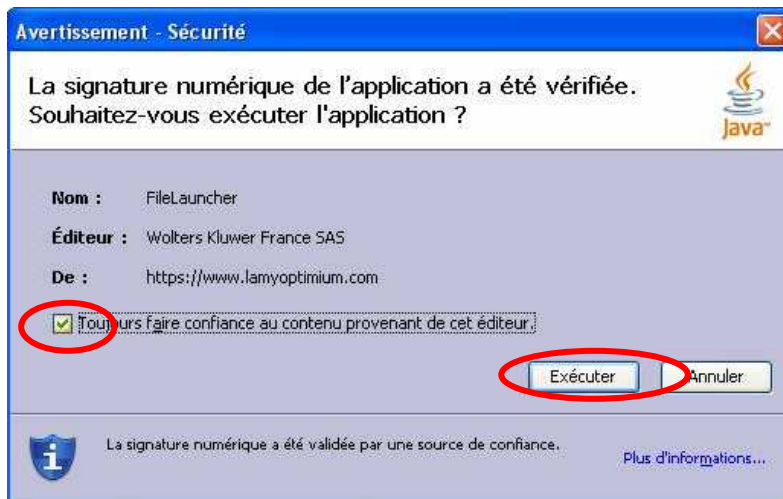 Avertissement - Sécurité
La signature numérique de l'application a été vérifiée.
Souhaitez-vous exécuter l'application ?
Java
Nom : FileLauncher
Éditeur : Wolters Kluwer France SAS
De : https://www.lamyoptimium.com
Toujours faire confiance au contenu provenant de cet éditeur.
Exécuter Annuler
La signature numérique a été validée par une source de confiance.
Plus d'informations...